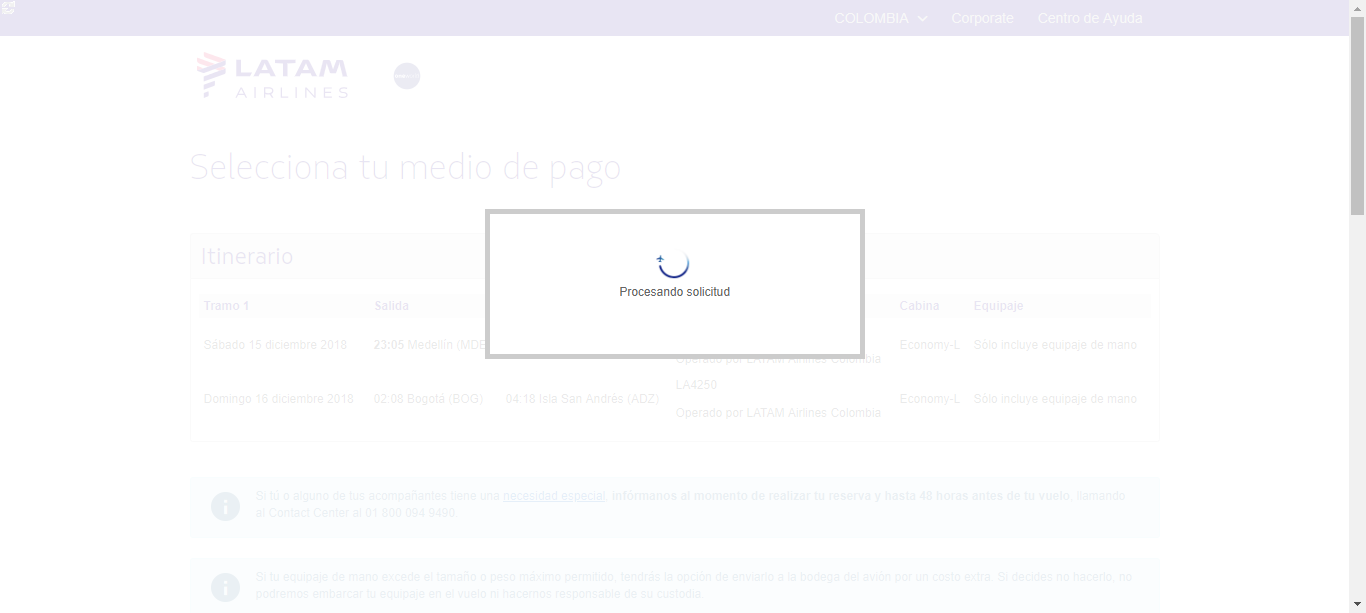 COLOMBIA Corporate Centro de Ayuda
LATAM
AIRLINES
Selecciona tu medio de pago
Itinerario
Tramo 1 Salida Cabina Equipaje
Sábado 15 diciembre 2018 23:05 Medellín (MDE Economy-L Sólo incluye equipaje de mano
Operado por LATAM Airlines Colombia
LA4250
Domingo 16 diciembre 2018 02:08 Bogotá (BOG) 04:18 Isla San Andrés (ADZ) Economy-L Sólo incluye equipaje de mano
Operado por LATAM Airlines Colombia
Procesando solicitud
Si tú o alguno de tus acompañantes tiene una necesidad especial, infórmanos al momento de realizar tu reserva y hasta 48 horas antes de tu vuelo, llamando
al Contact Center al 01 800 094 9490.
Si tu equipaje de mano excede el tamaño o peso máximo permitido, tendrás la opción de enviarlo a la bodega del avión por un costo extra. Si decides no hacerlo, no
podremos embarcar tu equipaje en el vuelo ni hacernos responsable de su custodia.